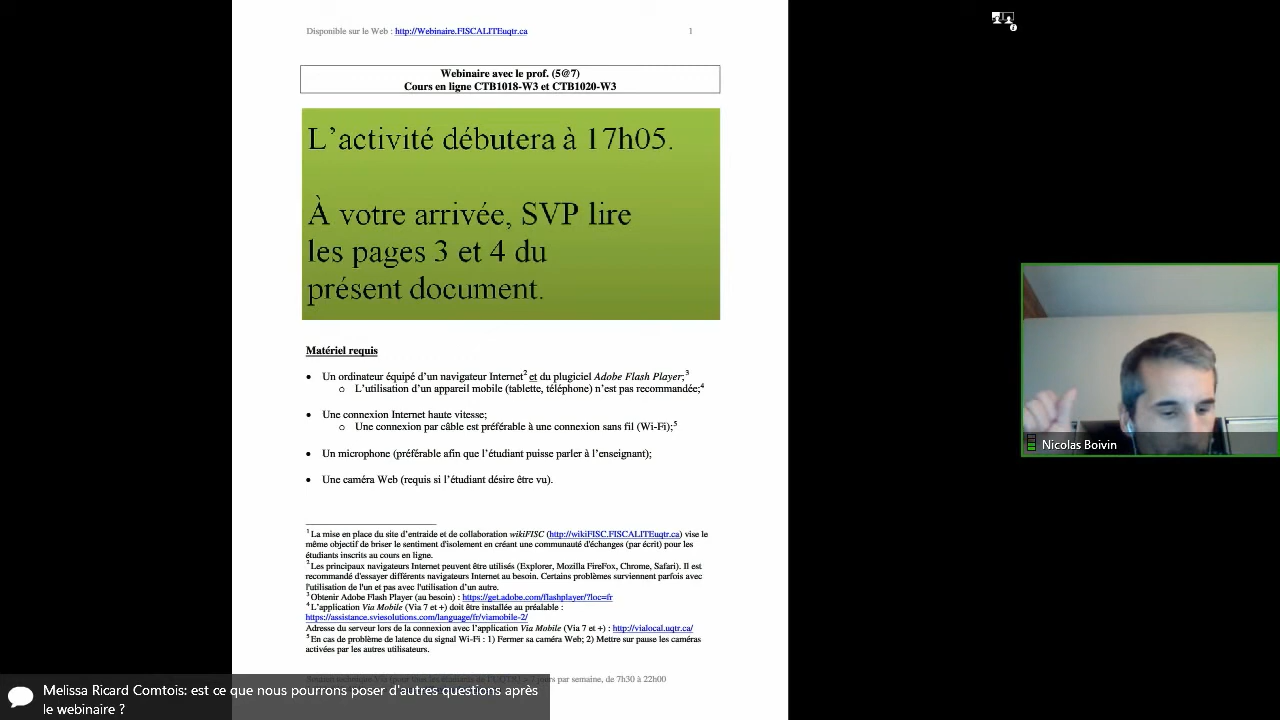 Disponible sur le Web : http://Webinaire.FISCALITEuqtr.ca 1
Webinaire avec le prof. (5@7)
Cours en ligne CTB1018-W3 et CTB1020-W3
L'activité débutera à 17h05.
À votre arrivée, SVP lire
les pages 3 et 4 du
présent document.
Matériel requis
• Un ordinateur équipé d'un navigateur Internet2 et du plugiciel Adobe Flash Player;3
o L'utilisation d'un appareil mobile (tablette, téléphone) n'est pas recommandée;4
• Une connexion Internet haute vitesse;
o Une connexion par câble est préférable à une connexion sans fil (Wi-Fi);5
• Un microphone (préférable afin que l'étudiant puisse parler à l'enseignant);
• Une caméra Web (requis si l'étudiant désire être vu).
1 La mise en place du site d'entraide et de collaboration wikiFISC (http://wikiFISC.FISCALITEuqtr.ca) vise le
même objectif de briser le sentiment d'isolement en créant une communauté d'échanges (par écrit) pour les
étudiants inscrits au cours en ligne.
2 Les principaux navigateurs Internet peuvent être utilisés (Explorer, Mozilla FireFox, Chrome, Safari). Il est
recommandé d'essayer différents navigateurs Internet au besoin. Certains problèmes surviennent parfois avec
l'utilisation de l'un et pas avec l'utilisation d'un autre.
3 Obtenir Adobe Flash Player (au besoin) : https://get.adobe.com/flashplayer/?loc=fr
4 L'application Via Mobile (Via 7 et +) doit être installée au préalable :
https://assistance.sviesolutions.com/language/fr/viamobile-2/
Adresse du serveur lors de la connexion avec l'application Via Mobile (Via 7 et +) : http://vialocal.uqtr.ca/
5 En cas de problème de latence du signal Wi-Fi : 1) Fermer sa caméra Web; 2) Mettre sur pause les caméras
activées par les autres utilisateurs.
jours par semaine, de 7h30 à 22h00
Melissa Ricard Comtois: est ce que nous pourrons poser d'autres questions après
le webinaire ?
Nicolas Boivin